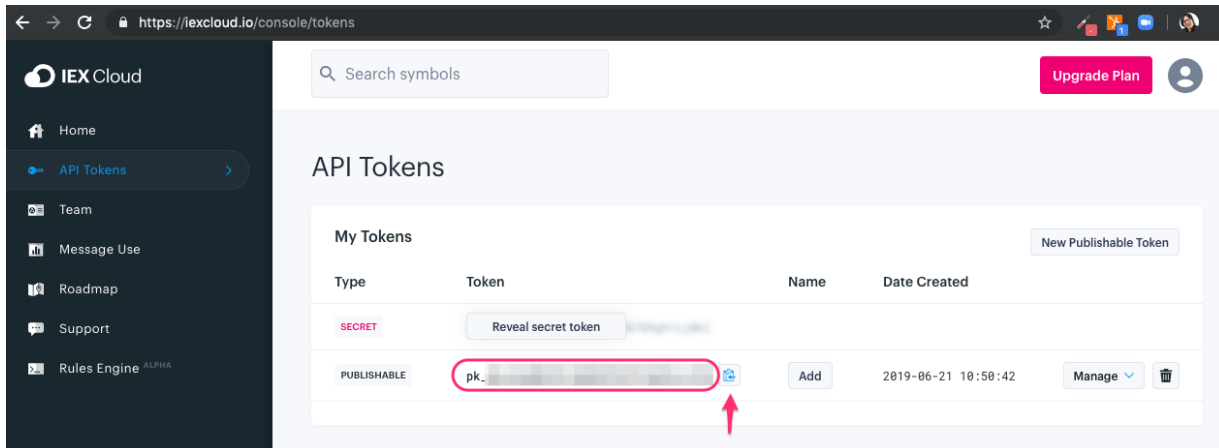 https://iexcloud.io/console/tokens
IEX Cloud
Home
API Tokens
Team
Message Use
Roadmap
Support
Rules Engine ALPHA
Search symbols
Upgrade Plan
API Tokens
My Tokens
New Publishable Token
Type Token Name Date Created
SECRET Reveal secret token
PUBLISHABLE pk_ Add 2019-06-21 10:50:42 Manage